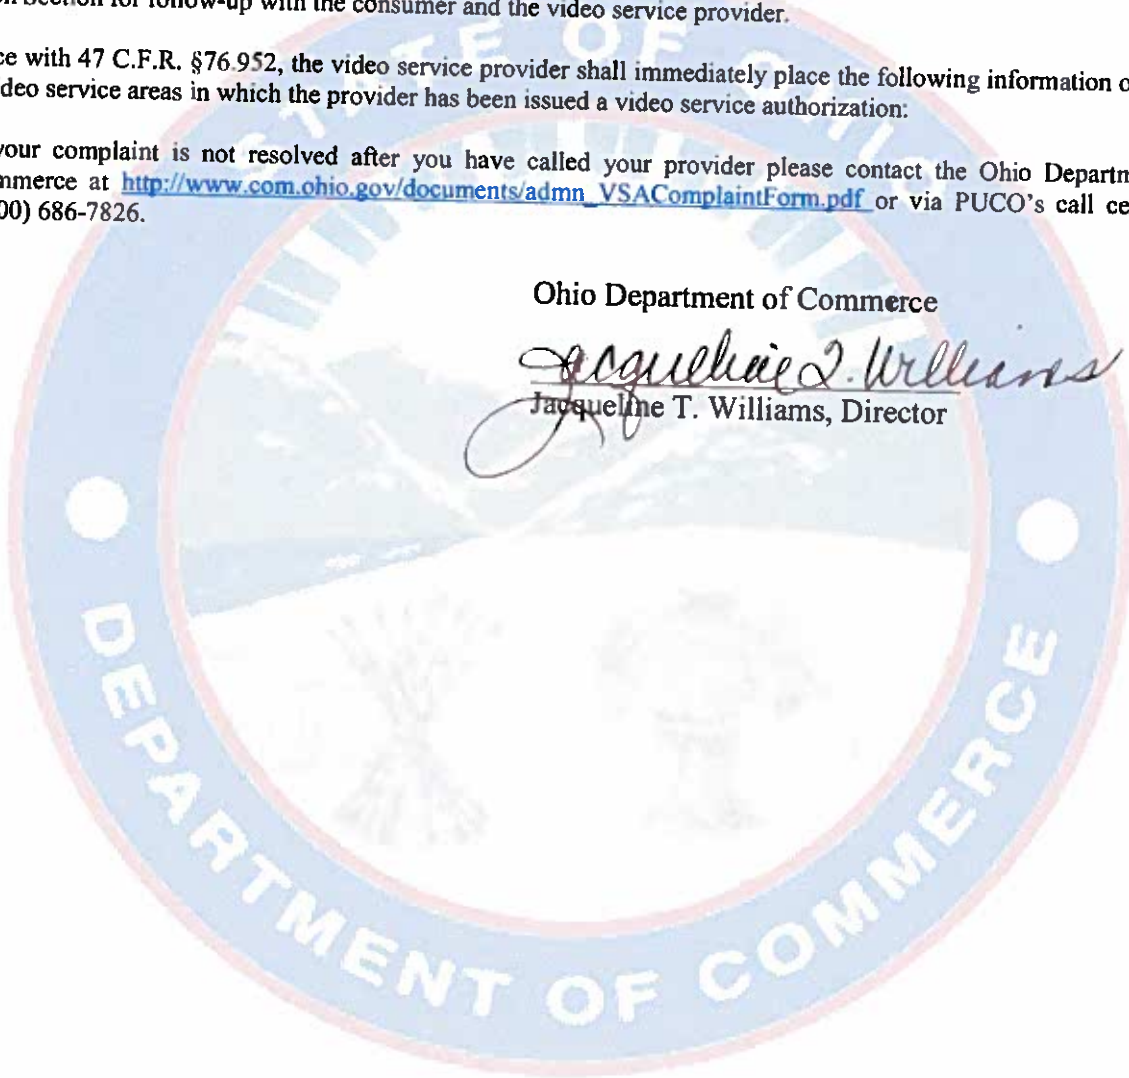 Section for follow-up with the consumer and the video service provider.
ce with 47 C.F.R. §76.952, the video service provider shall immediately place the following information o
deo service areas in which the provider has been issued a video service authorization:
your complaint is not resolved after you have called your provider please contact the Ohio Departm
mmerce at http://www.com.ohio.gov/documents/admn_VSAComplaintForm.pdf or via PUCO's call ce
00) 686-7826.
STATE OF OHIO
Ohio Department of Commerce
Jacqueline T. Williams
Jacqueline T. Williams, Director
DEPARTMENT OF COMMERCE